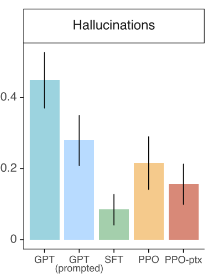 Hallucinations
0.4
0.2
0
GPT GPT SFT PPO PPO-ptx
(prompted)